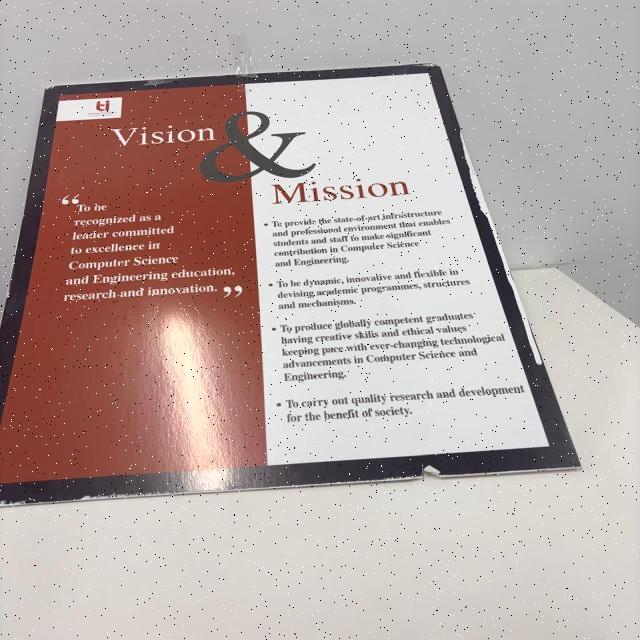 ti
Vision
&
Mission
“To be
recognized as a
leader committed
to excellence in
Computer Science
and Engineering education,
research and innovation.”
• To provide the state-of-art infrastructure
and professional environment that enables
students and staff to make significant
contribution in Computer Science
and Engineering.
• To be dynamic, innovative and flexible in
devising academic programmes, structures
and mechanisms.
• To produce globally competent graduates
having creative skills and ethical values
keeping pace with ever-changing technological
advancements in Computer Science and
Engineering.
• To carry out quality research and development
for the benefit of society.